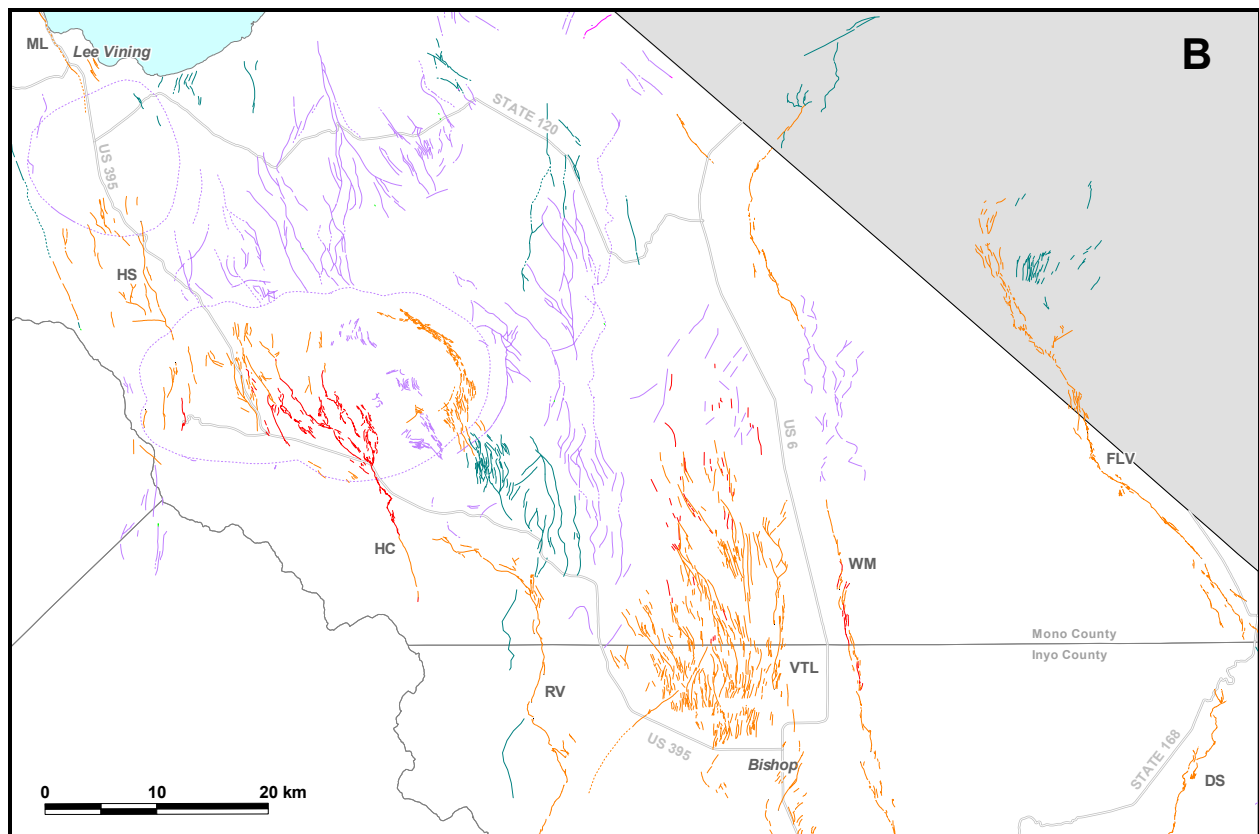 B
ML
Lee Vining
STATE 120
US 395
HS
US 6
FLV
HC
WM
Mono County
Inyo County
VTL
RV
US 395
Bishop
STATE 168
DS
0 10 20 km